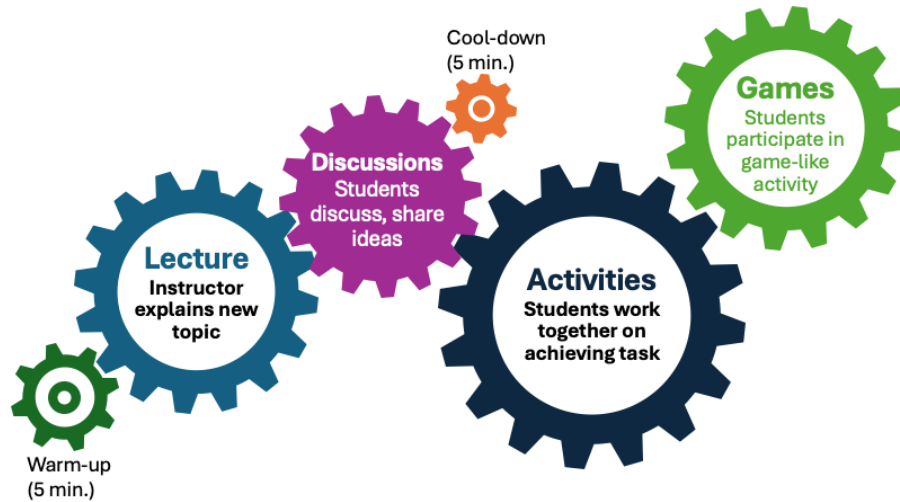 Cool-down
(5 min.)
Games
Students
participate in
game-like
activity
Discussions
Students
discuss, share
ideas
Lecture
Instructor
explains new
topic
Activities
Students work
together on
achieving task
Warm-up
(5 min.)